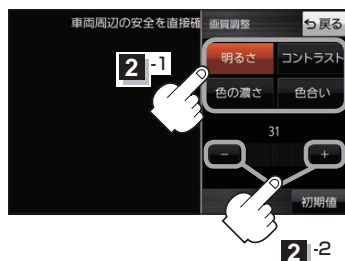 車両周辺の安全を直接確
画質調整
戻る
2 -1
明るさ
コントラスト
色の濃さ
色合い
31
− +
初期値
2 -2